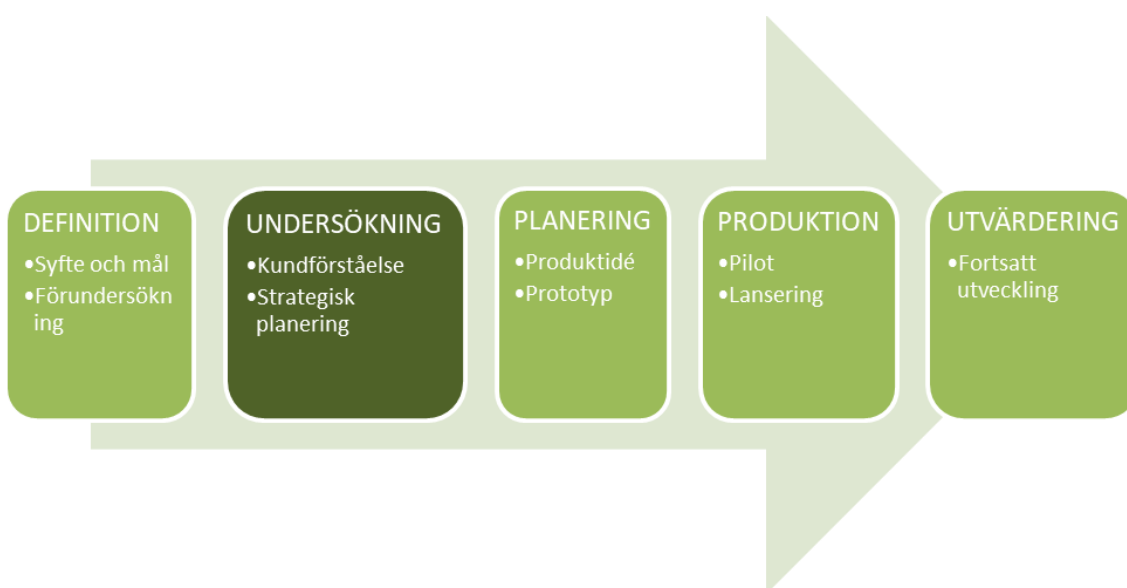 DEFINITION
•Syfte och mål
•Förundersökn
ing
UNDERSÖKNING
•Kundförståelse
•Strategisk
planering
PLANERING
•Produktidé
•Prototyp
PRODUKTION
•Pilot
•Lansering
UTVÄRDERING
•Fortsatt
utveckling